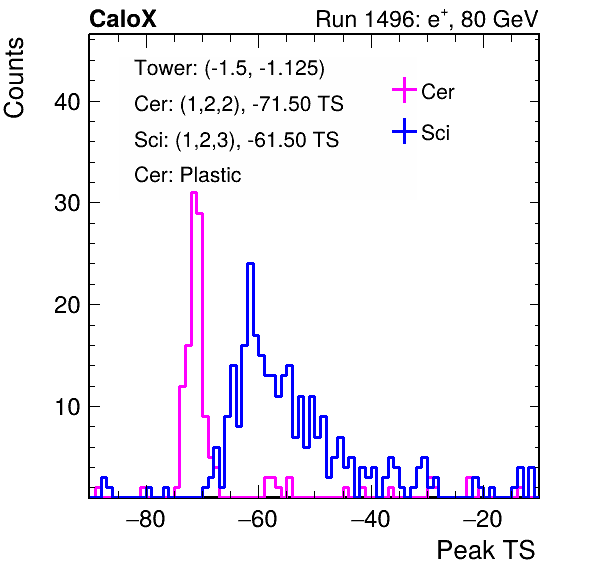 CaloX Run 1496: e⁺, 80 GeV
Counts
Tower: (-1.5, -1.125)
Cer: (1,2,2), -71.50 TS
Sci: (1,2,3), -61.50 TS
Cer: Plastic
Cer
Sci
40
30
20
10
−80 −60 −40 −20
Peak TS